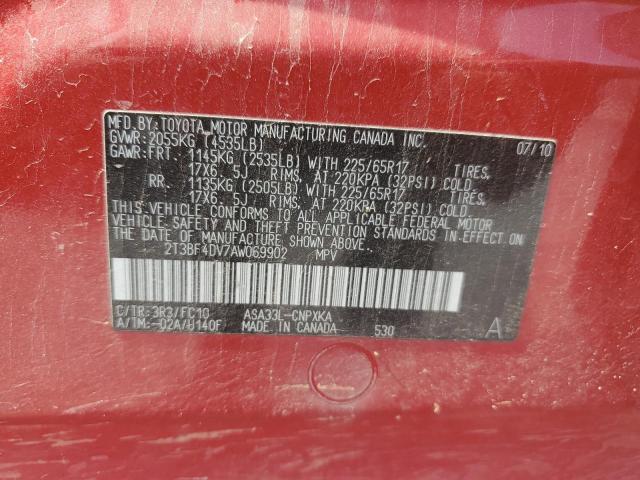 MFD.BY:TOYOTA MOTOR MANUFACTURING CANADA INC. 07/10
GVWR:2055KG (4535LB)
GAWR:FRT 1145KG (2535LB) WITH 225/65R17 TIRES,
17X6.5J RIMS, AT 220KPA (32PSI) COLD
RR. 1135KG (2505LB) WITH 225/65R17 TIRES,
17X6.5J RIMS, AT 220KPA (32PSI) COLD
THIS VEHICLE CONFORMS TO ALL APPLICABLE FEDERAL MOTOR
VEHICLE SAFETY AND THEFT PREVENTION STANDARDS IN EFFECT ON
THE DATE OF MANUFACTURE SHOWN ABOVE.
2T3BF4DV7AW069902 MPV
C/TR:3R3/FC10 ASA33L-CNPXKA
A/TM:-02A/U140F MADE IN CANADA 530 A